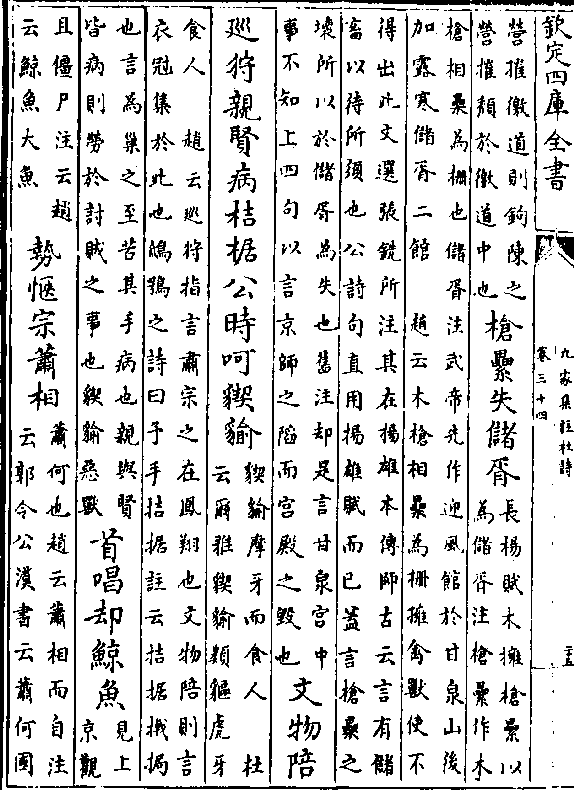 欽定四庫全書
九家集註杜詩
卷三十四
營推徼道則鉤陳之
營摧頹於徼道中也
槍纍失儲胥
長楊賦木擁槍纍以
為儲胥注槍纍作木
槍相纍為柵也儲胥注武帝先作迎風館於甘泉山後
加露寒儲胥二館 趙云木槍相纍為柵擁禽獸使不
得出此文選張銑所注其在揚雄本傳師古云言有儲
畜以待所須也公詩句直用揚雄賦而已蓋言槍纍之
壞所以於儲胥為失也舊注却是言甘泉宮中
事不知上四句以言京師之陷而宮殿之毀也
文物陪
巡狩親賢病拮据公時呵猰貐
猰貐摩牙而食人 杜
云爾雅猰貐類貙虎牙
食人 趙云巡狩指言肅宗之在鳳翔也文物陪則言
衣冠集於此也鴟鴞之詩曰予手拮据註云拮据撠挶
也言為巢之至苦其手病也親與賢
皆病則勞於討賊之事也猰貐惡獸
首唱却鯨魚
見上
京觀
且僵尸注云趙
云鯨魚大魚
勢愜宗蕭相
蕭何也趙云蕭相而自注
云郭令公漢書云蕭何國